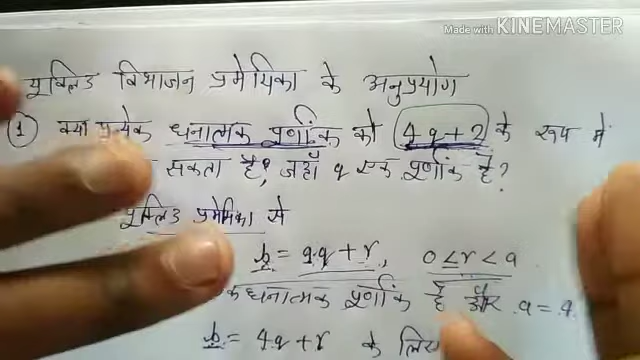 Made with KINEMASTER
यूक्लिड विभाजन प्रमेयिका के अनुप्रयोग
1 क्या प्रत्येक धनात्मक पूर्णांक को 4q+2 के रूप में
सकता है, जहाँ q एक पूर्णांक है?
यूक्लिड प्रमेयिका से
b = aq + r, 0 ≤ r < a
धनात्मक पूर्णांक है और a = 4
b = 4q + r के लिए